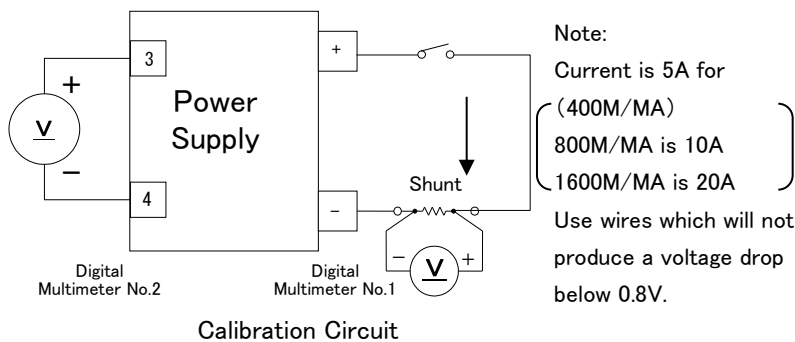 3
+
Power
Supply
+
V
−
4
−
Shunt
− V +
Digital
Multimeter No.2
Digital
Multimeter No.1
Calibration Circuit
Note:
Current is 5A for
(400M/MA)
800M/MA is 10A
1600M/MA is 20A
Use wires which will not
produce a voltage drop
below 0.8V.